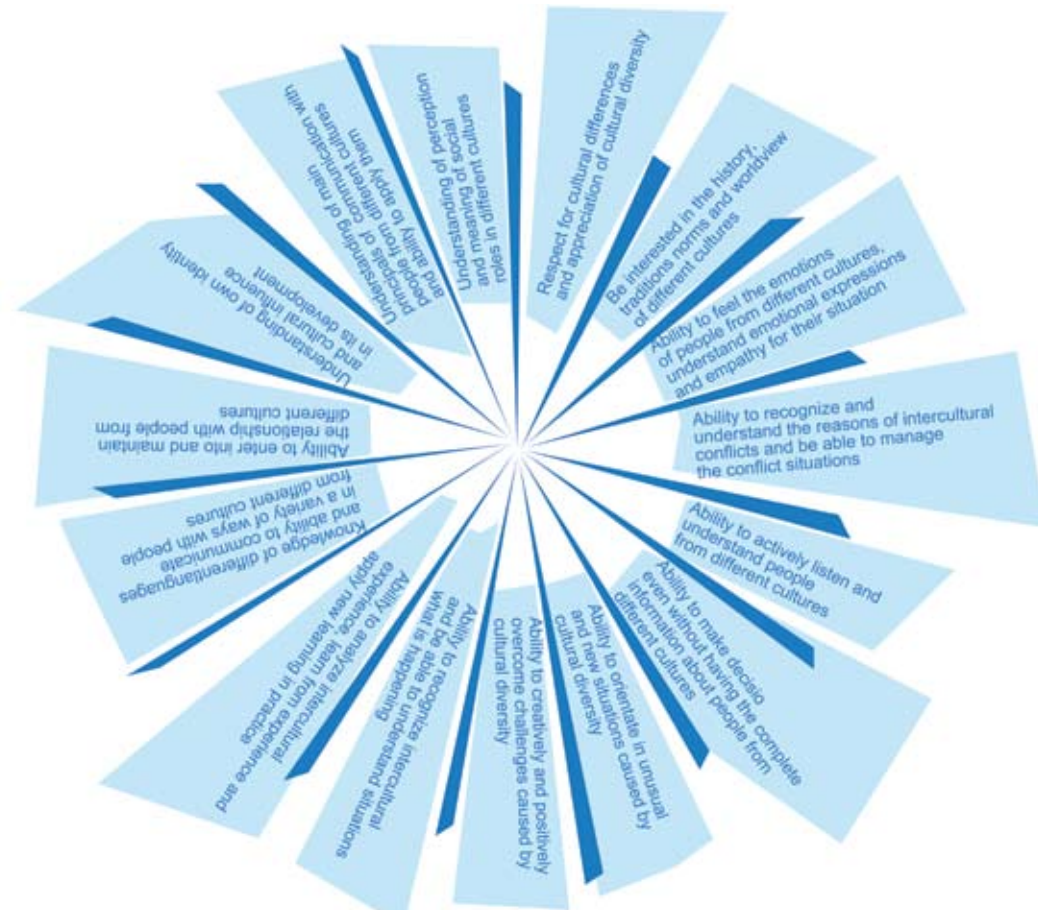 Respect for cultural differences
and appreciation of cultural diversity
Be interested in the history,
traditions norms and worldview
of different cultures
Ability to feel the emotions
of people from different cultures,
understand emotional expressions
and empathy for their situation
Ability to recognize and
understand the reasons of intercultural
conflicts and be able to manage
the conflict situations
Ability to actively listen and
understand people
from different cultures
Ability to make decisio
even without having the complete
information about people from
different cultures
Ability to orientate in unusual
and new situations caused by
cultural diversity
Ability to creatively and positively
overcome challenges caused by
cultural diversity
Ability to recognize intercultural
and be able to understand situations
what is happening
Ability to analyze intercultural
experience, learn from experience and
apply new learning in practice
Knowledge of differentlanguages
and ability to communicate
in a variety of ways with people
from different cultures
Ability to enter into and maintain
the relationship with people from
different cultures
Understanding of own identity
and cultural influence
in its development
Understanding of main
principals of communication with
people from different cultures
and ability to apply them
Understanding of perception
and meaning of social
roles in different cultures